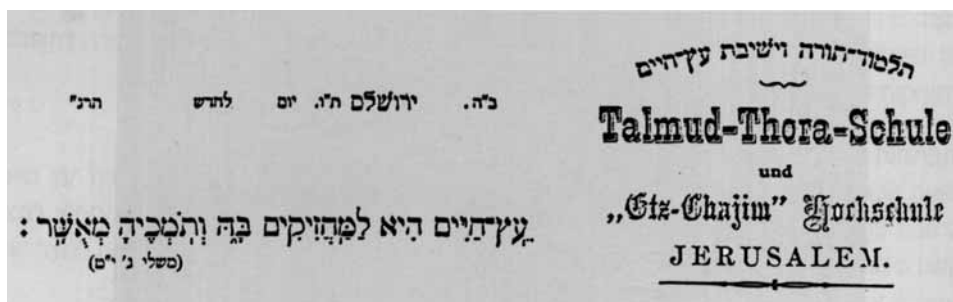 תלמוד־תורה וישיבת עץ־חיים
Talmud-Thora-Schule
und
„Etz-Chajim” Hochschule
JERUSALEM.
ב״ה. ירושלם ת״ו. יום לחדש תרנ״
עֵץ־חַיִּים הִיא לַמַּחֲזִיקִים בָּהּ וְתֹמְכֶיהָ מְאֻשָּׁר :
(משלי ג׳ י״ח)